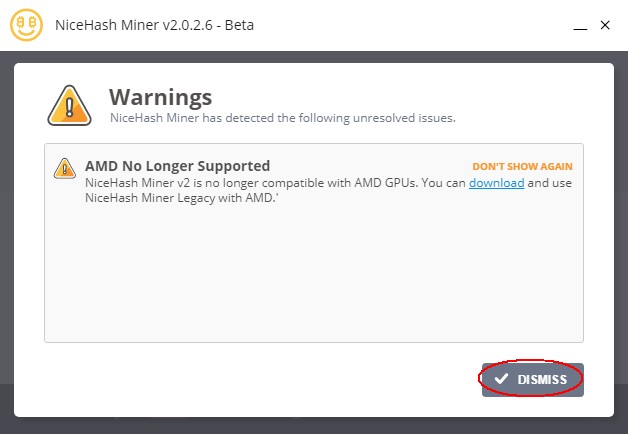 NiceHash Miner v2.0.2.6 - Beta
Warnings
NiceHash Miner has detected the following unresolved issues.
AMD No Longer Supported DON'T SHOW AGAIN
NiceHash Miner v2 is no longer compatible with AMD GPUs. You can download and use
NiceHash Miner Legacy with AMD.'
DISMISS